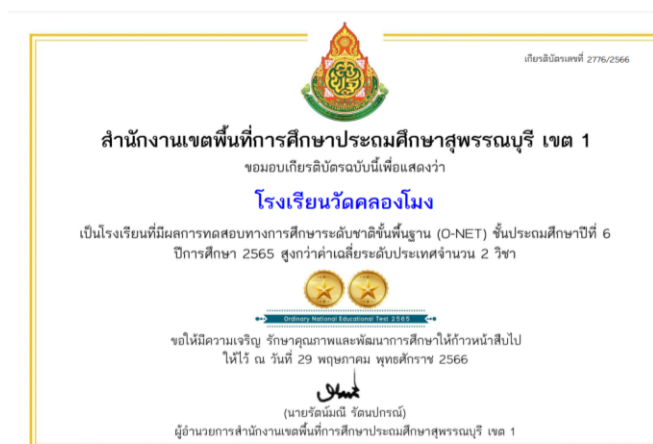 เกียรติบัตรเลขที่ 2776/2566
สำนักงานเขตพื้นที่การศึกษาประถมศึกษาสุพรรณบุรี เขต 1
ขอมอบเกียรติบัตรฉบับนี้เพื่อแสดงว่า
โรงเรียนวัดคลองโมง
เป็นโรงเรียนที่มีผลการทดสอบทางการศึกษาระดับชาติขั้นพื้นฐาน (O-NET) ชั้นประถมศึกษาปีที่ 6
ปีการศึกษา 2565 สูงกว่าค่าเฉลี่ยระดับประเทศจำนวน 2 วิชา
Ordinary National Educational Test 2565
ขอให้มีความเจริญ รักษาคุณภาพและพัฒนาการศึกษาให้ก้าวหน้าสืบไป
ให้ไว้ ณ วันที่ 29 พฤษภาคม พุทธศักราช 2566
(นายรัตน์มณี รัตนปกรณ์)
ผู้อำนวยการสำนักงานเขตพื้นที่การศึกษาประถมศึกษาสุพรรณบุรี เขต 1